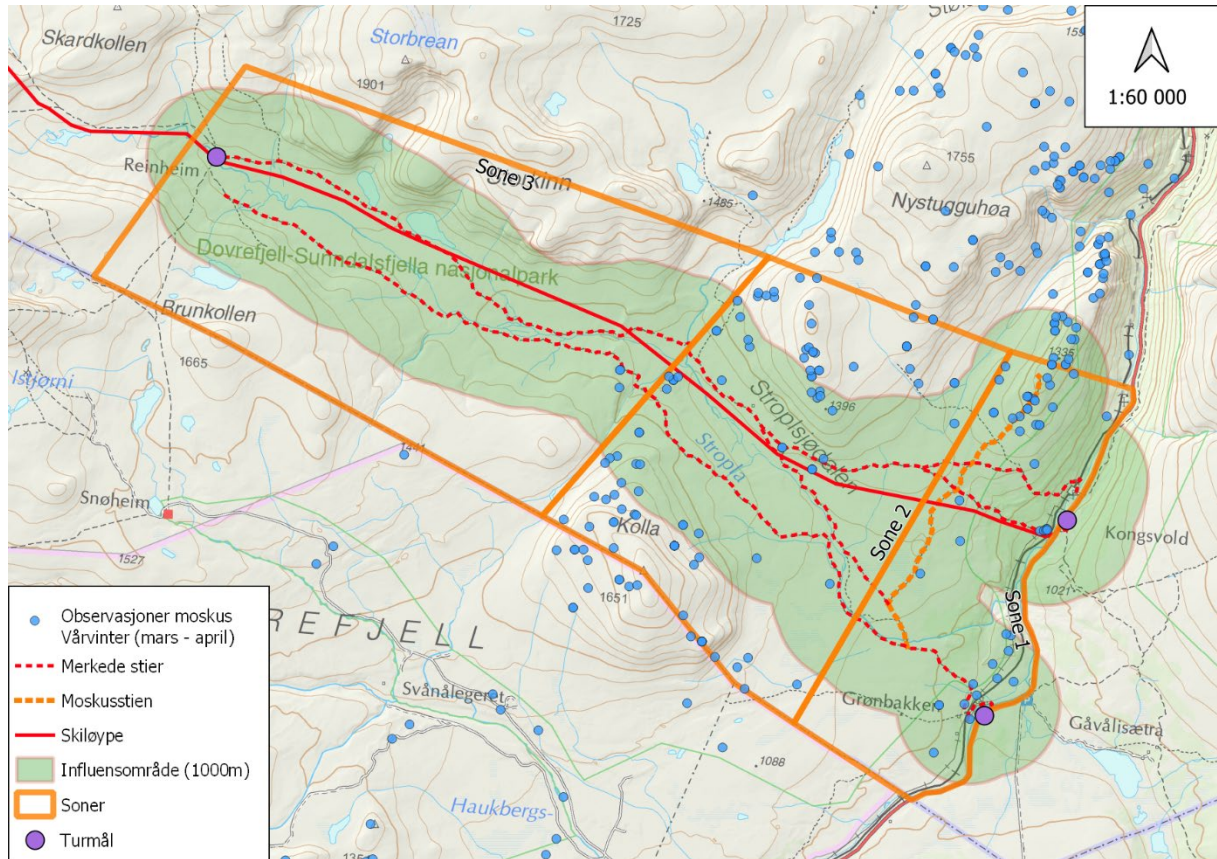 Skardkollen
Storbrean
1725
1901
1:60 000
Reinheim
Sone 3
Storkinn
1755
1485
Nystugguhøa
Dovrefjell-Sunndalsfjella nasjonalpark
Brunkollen
1665
Istjørni
1335
1396
Stroplsjødalen
Stropla
1441
Snøheim
Kolla
Sone 2
Kongsvold
1527
1021
1651
Sone 1
REFJELL
Svånålegeret
Grønbakken
Gåvålisætra
1088
Haukbergs-
Observasjoner moskus
Vårvinter (mars - april)
Merkede stier
Moskusstien
Skiløype
Influensområde (1000m)
Soner
Turmål